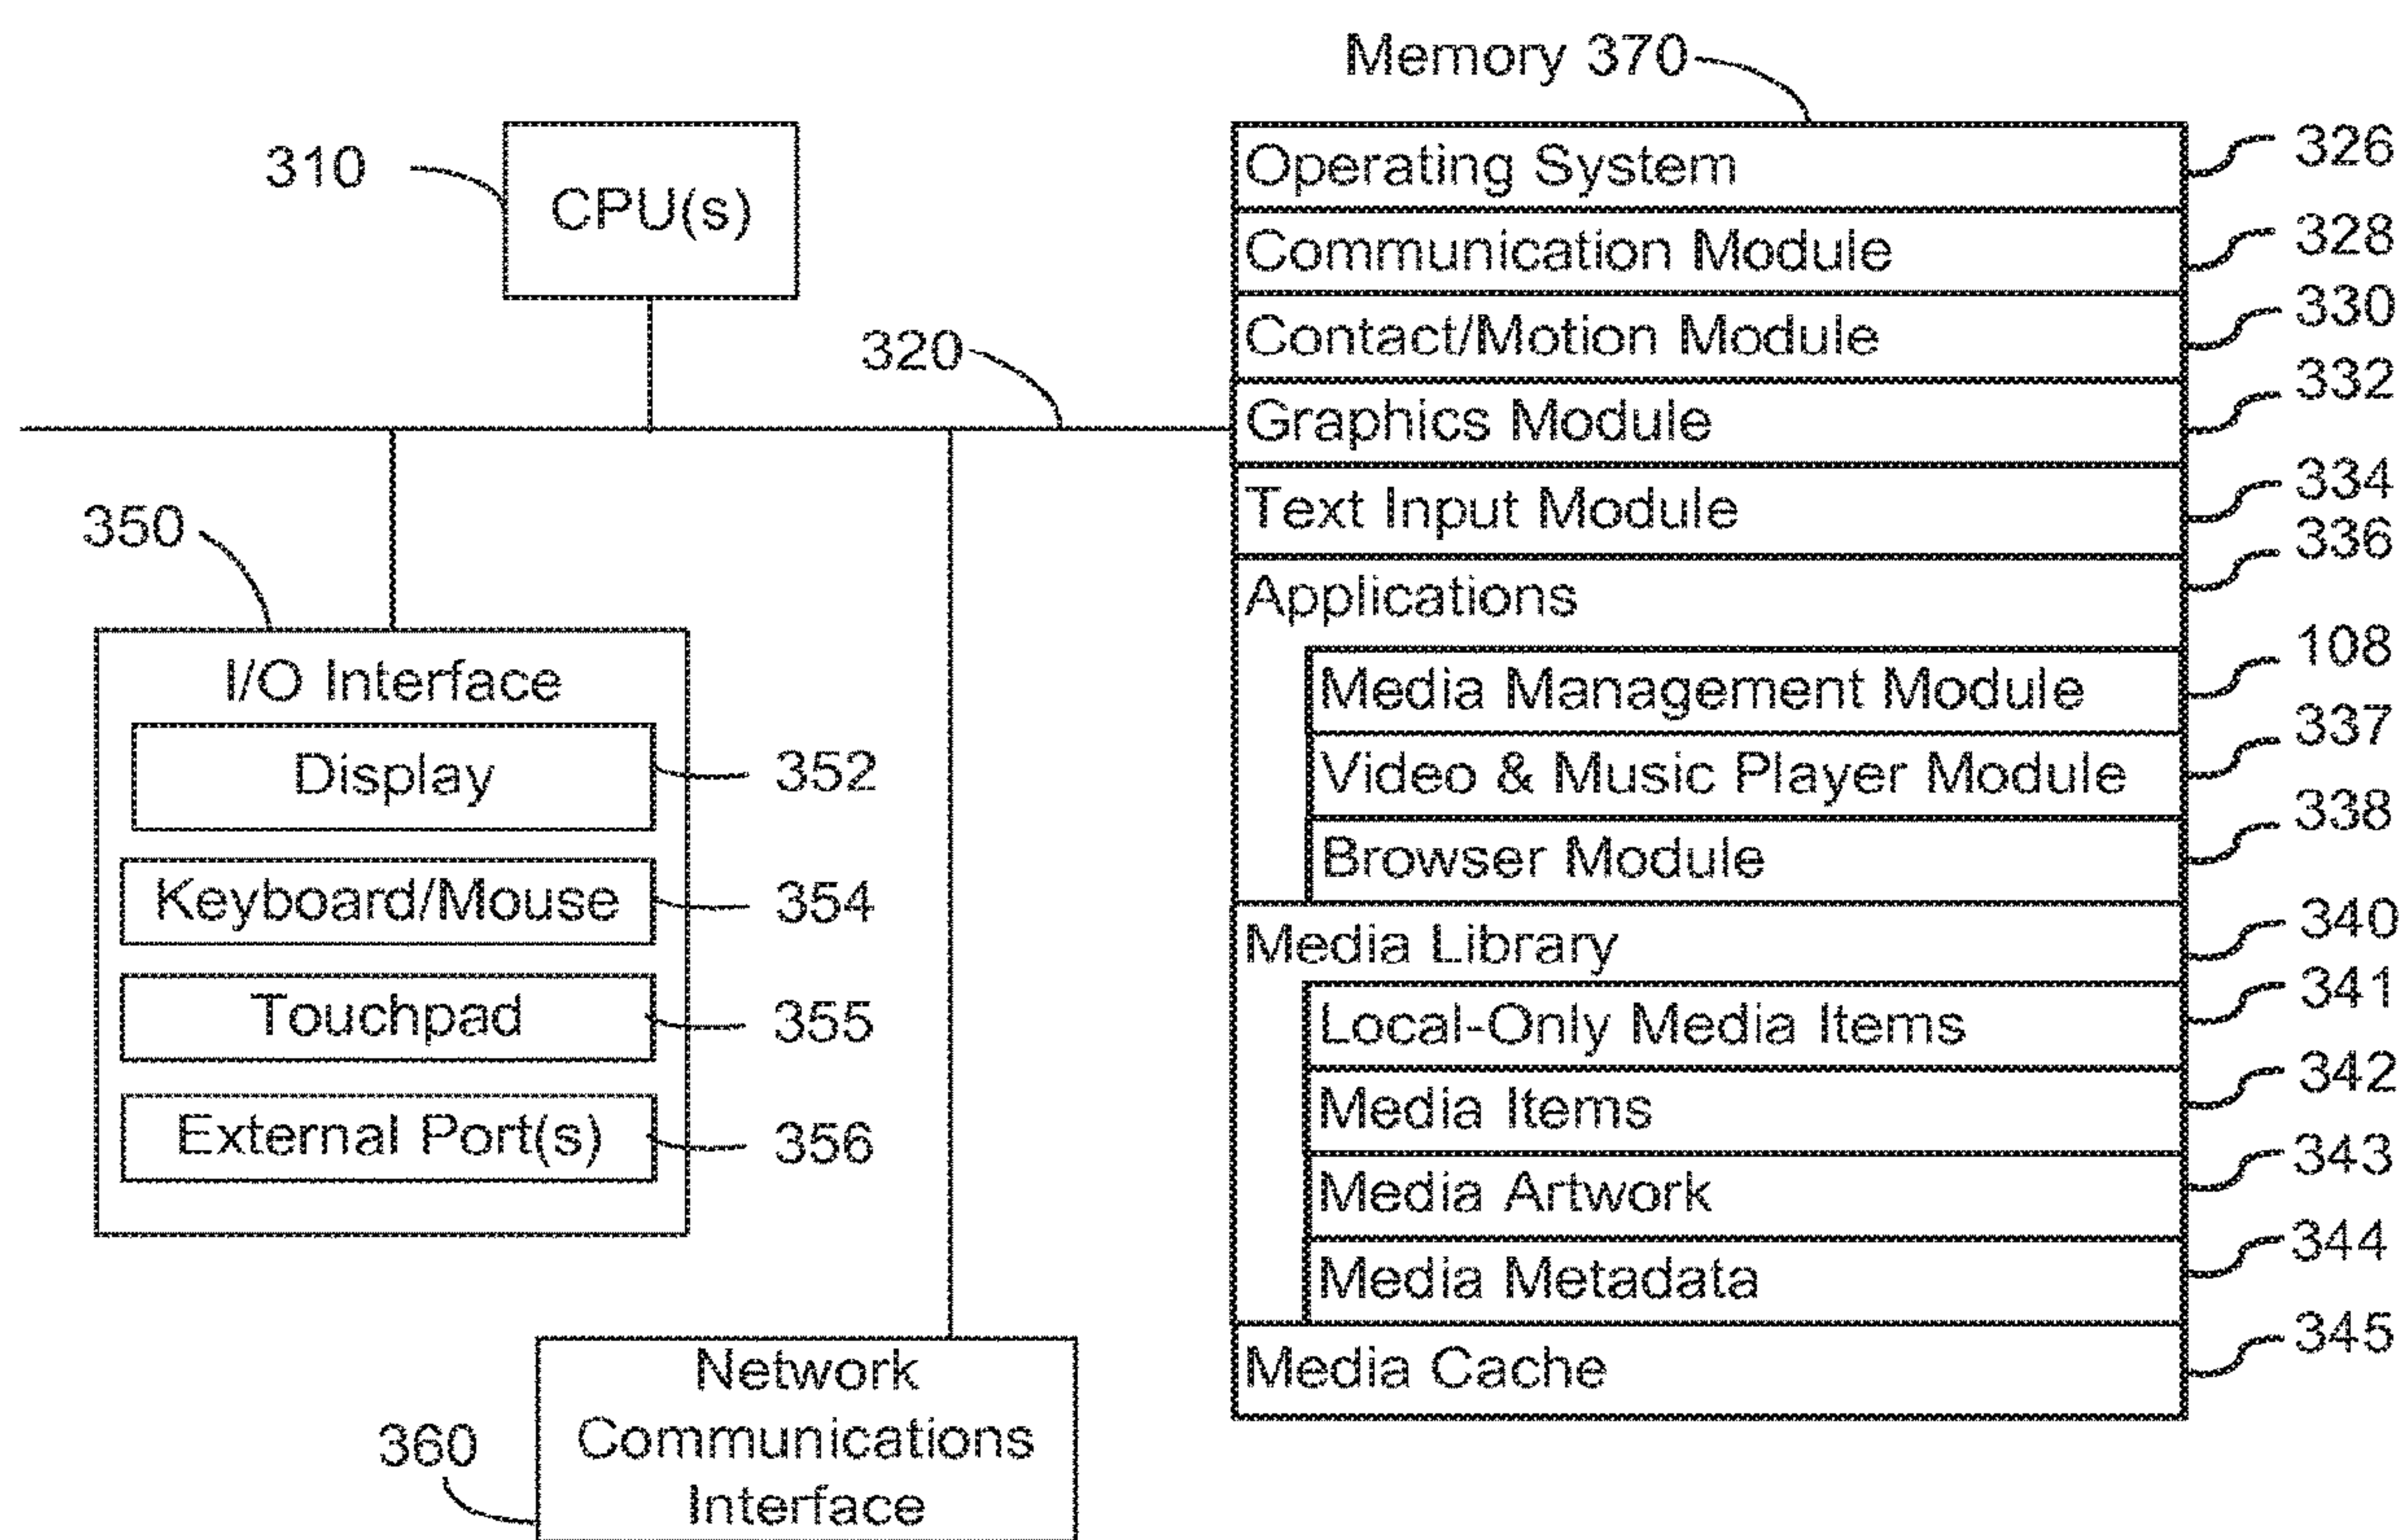 Memory 370
310
CPU(s)
320
350
I/O Interface
Display
352
Keyboard/Mouse
354
Touchpad
355
External Port(s)
356
Network
Communications
Interface
360
Operating System
326
Communication Module
328
Contact/Motion Module
330
Graphics Module
332
Text Input Module
334
Applications
336
Media Management Module
108
Video & Music Player Module
337
Browser Module
338
Media Library
340
Local-Only Media Items
341
Media Items
342
Media Artwork
343
Media Metadata
344
Media Cache
345